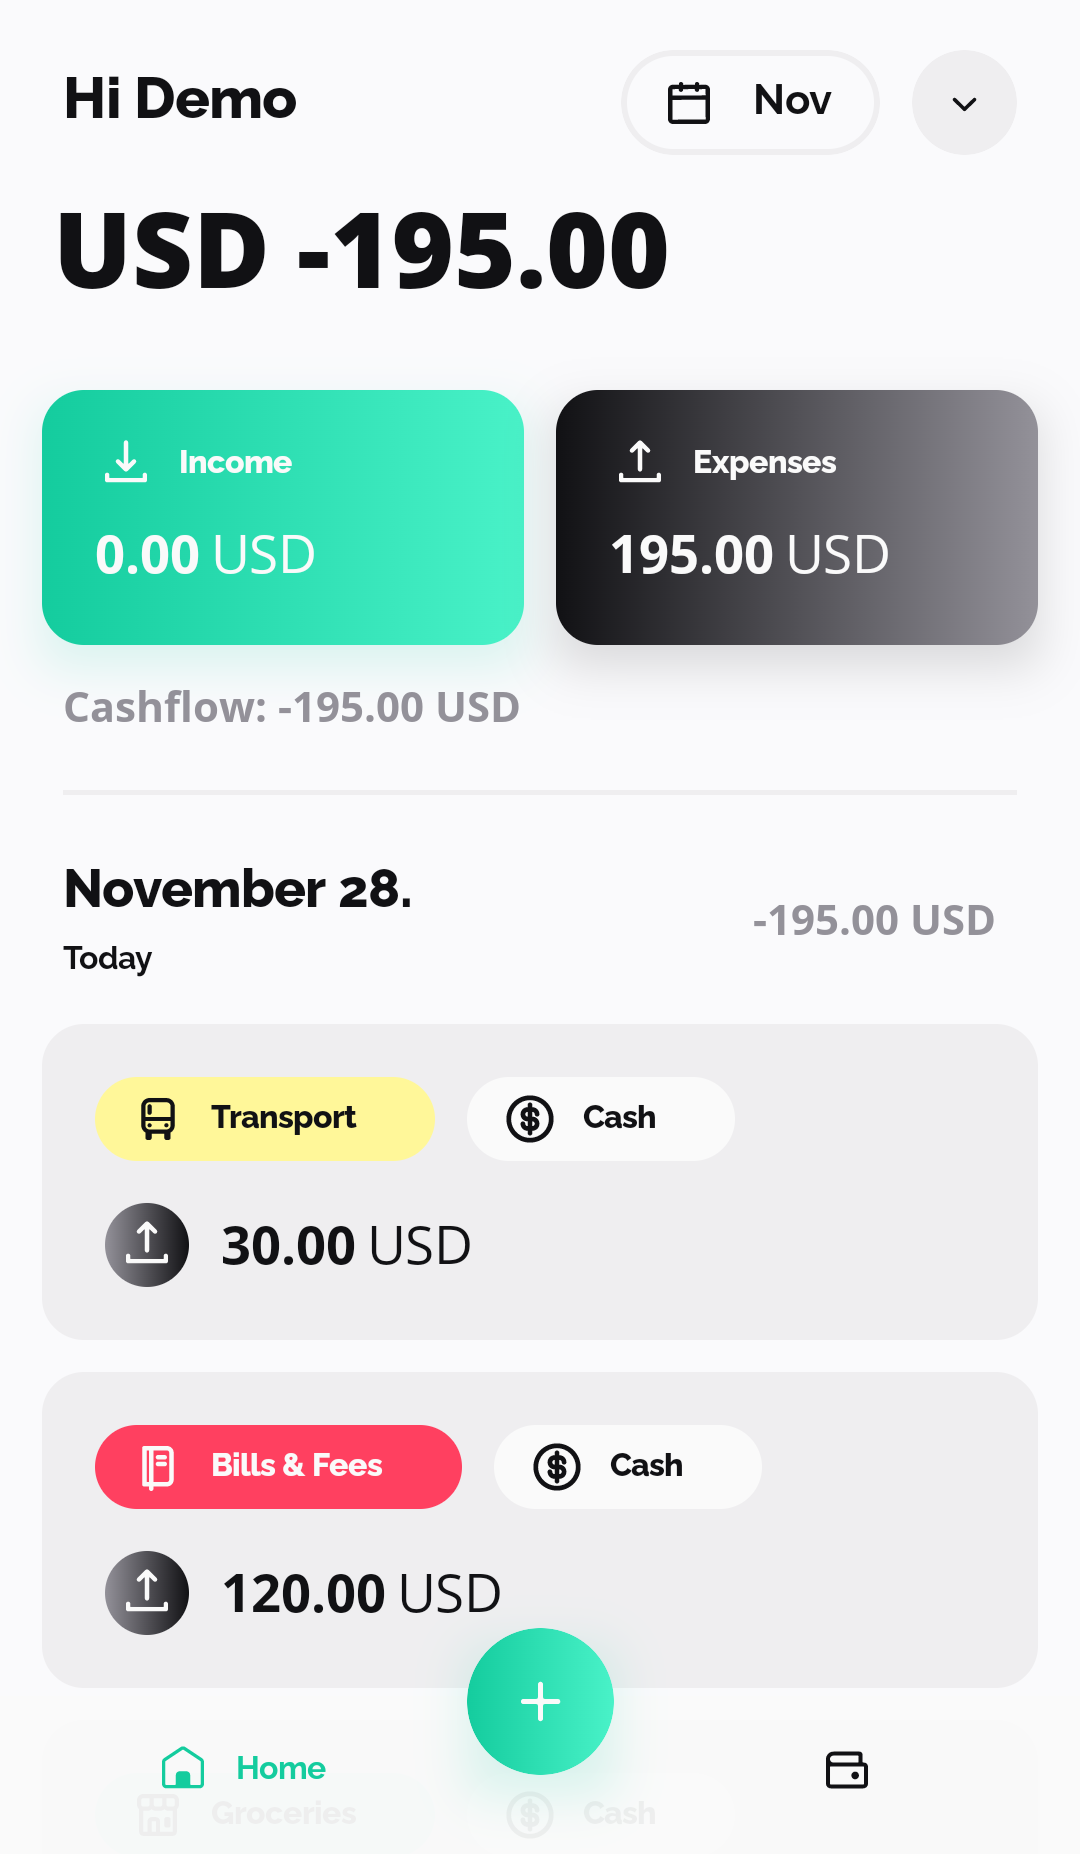 Hi Demo
Nov
USD -195.00
Income
Expenses
0.00 USD
195.00 USD
Cashflow: -195.00 USD
November 28.
-195.00 USD
Today
Transport
Cash
30.00 USD
Bills & Fees
Cash
120.00 USD
Home
Groceries
Cash